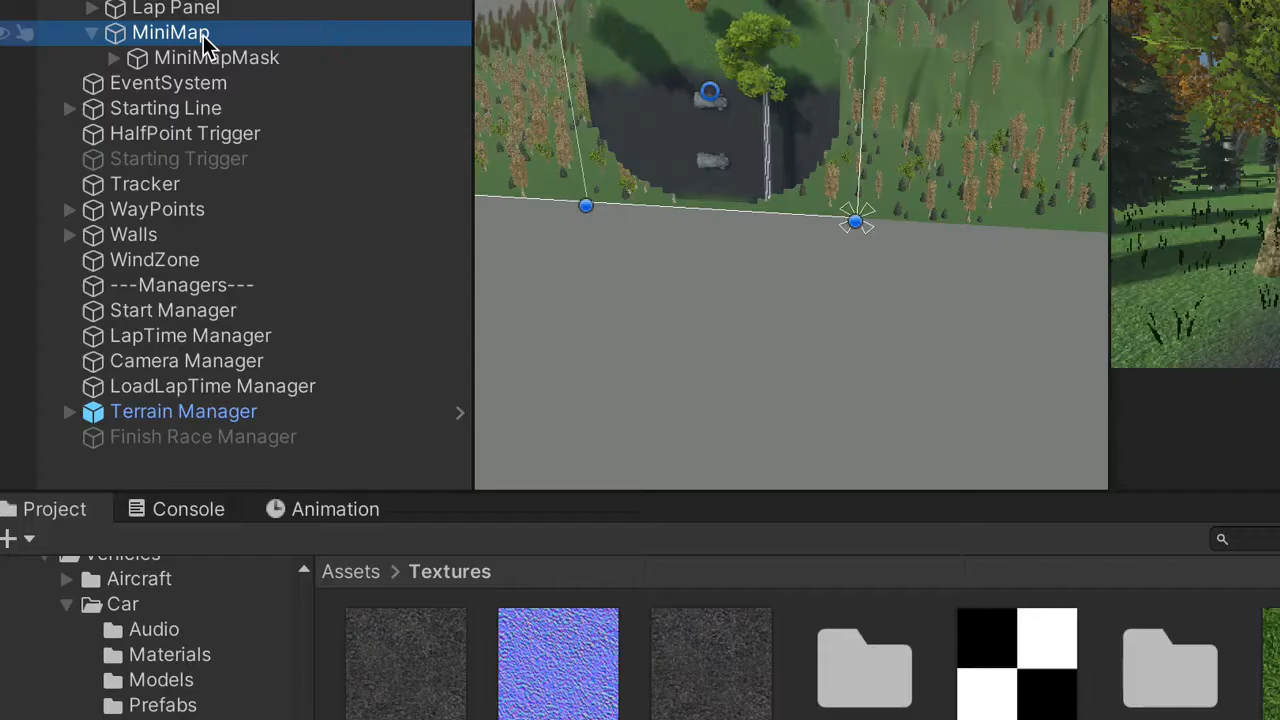 Lap Panel
MiniMap
MiniMapMask
EventSystem
Starting Line
HalfPoint Trigger
Starting Trigger
Tracker
WayPoints
Walls
WindZone
---Managers---
Start Manager
LapTime Manager
Camera Manager
LoadLapTime Manager
Terrain Manager
Finish Race Manager
Project
Console
Animation
Vehicles
Aircraft
Car
Audio
Materials
Models
Prefabs
Assets > Textures